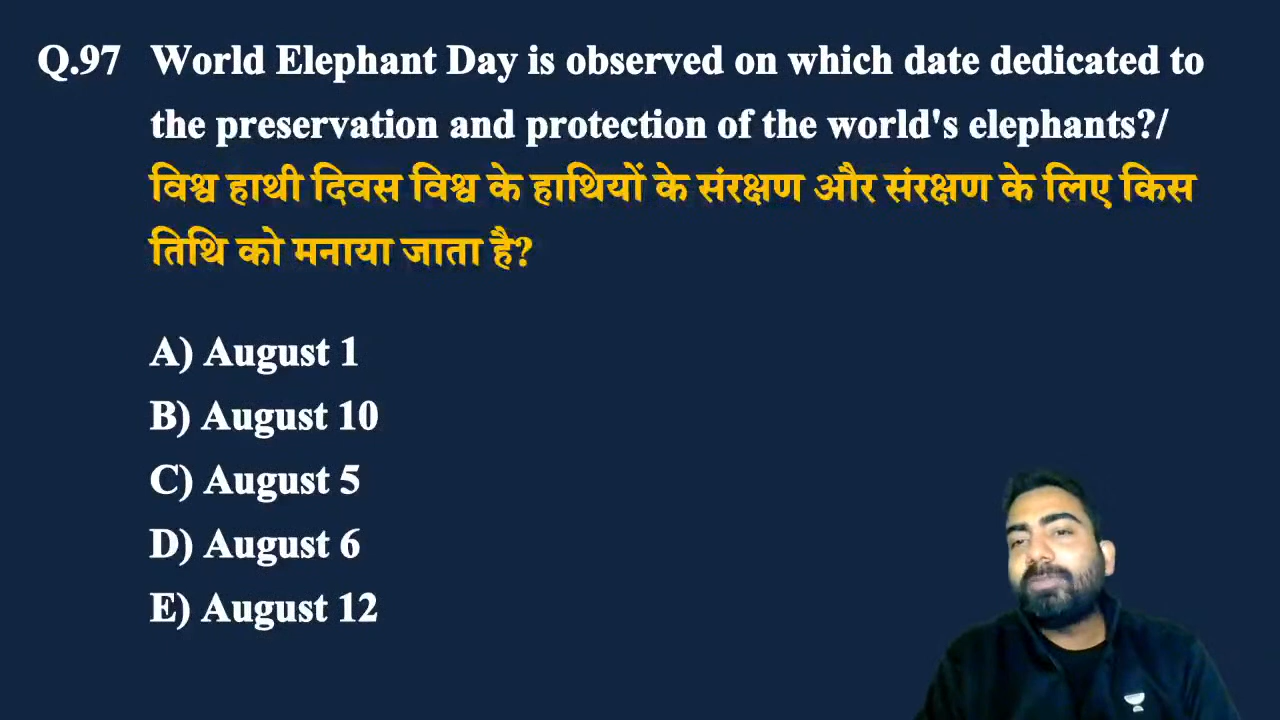 Q.97 World Elephant Day is observed on which date dedicated to
the preservation and protection of the world's elephants?/
विश्व हाथी दिवस विश्व के हाथियों के संरक्षण और संरक्षण के लिए किस
तिथि को मनाया जाता है?
A) August 1
B) August 10
C) August 5
D) August 6
E) August 12